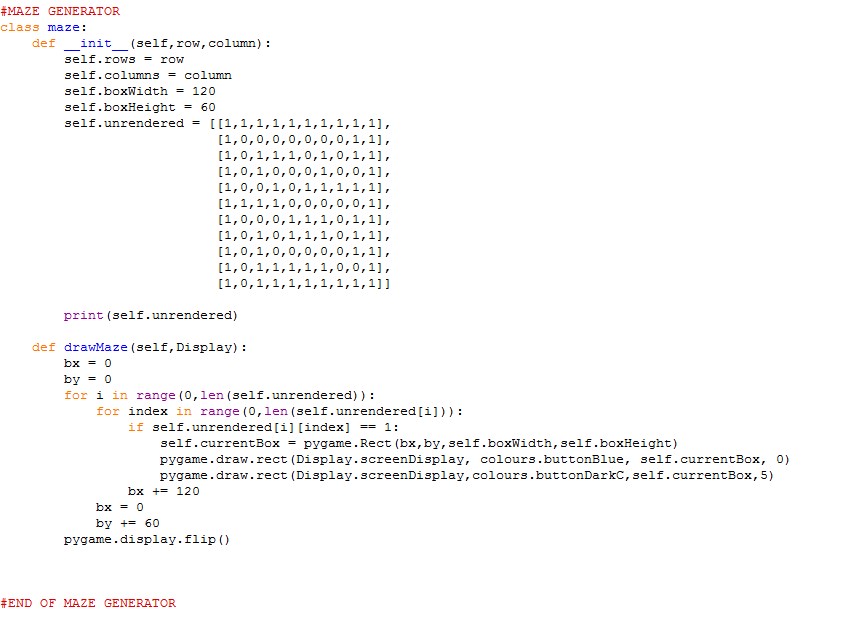 #MAZE GENERATOR
class maze:
    def __init__(self,row,column):
        self.rows = row
        self.columns = column
        self.boxWidth = 120
        self.boxHeight = 60
        self.unrendered = [[1,1,1,1,1,1,1,1,1,1],
                           [1,0,0,0,0,0,0,0,1,1],
                           [1,0,1,1,1,0,1,0,1,1],
                           [1,0,1,0,0,0,1,0,0,1],
                           [1,0,0,1,0,1,1,1,1,1],
                           [1,1,1,1,0,0,0,0,0,1],
                           [1,0,0,0,1,1,1,0,1,1],
                           [1,0,1,0,1,1,1,0,1,1],
                           [1,0,1,0,0,0,0,0,1,1],
                           [1,0,1,1,1,1,1,0,0,1],
                           [1,0,1,1,1,1,1,1,1,1]]
        print(self.unrendered)
    def drawMaze(self,Display):
        bx = 0
        by = 0
        for i in range(0,len(self.unrendered)):
            for index in range(0,len(self.unrendered[i])):
                if self.unrendered[i][index] == 1:
                    self.currentBox = pygame.Rect(bx,by,self.boxWidth,self.boxHeight)
                    pygame.draw.rect(Display.screenDisplay, colours.buttonBlue, self.currentBox, 0)
                    pygame.draw.rect(Display.screenDisplay,colours.buttonDarkC,self.currentBox,5)
                bx += 120
            bx = 0
            by += 60
        pygame.display.flip()
#END OF MAZE GENERATOR